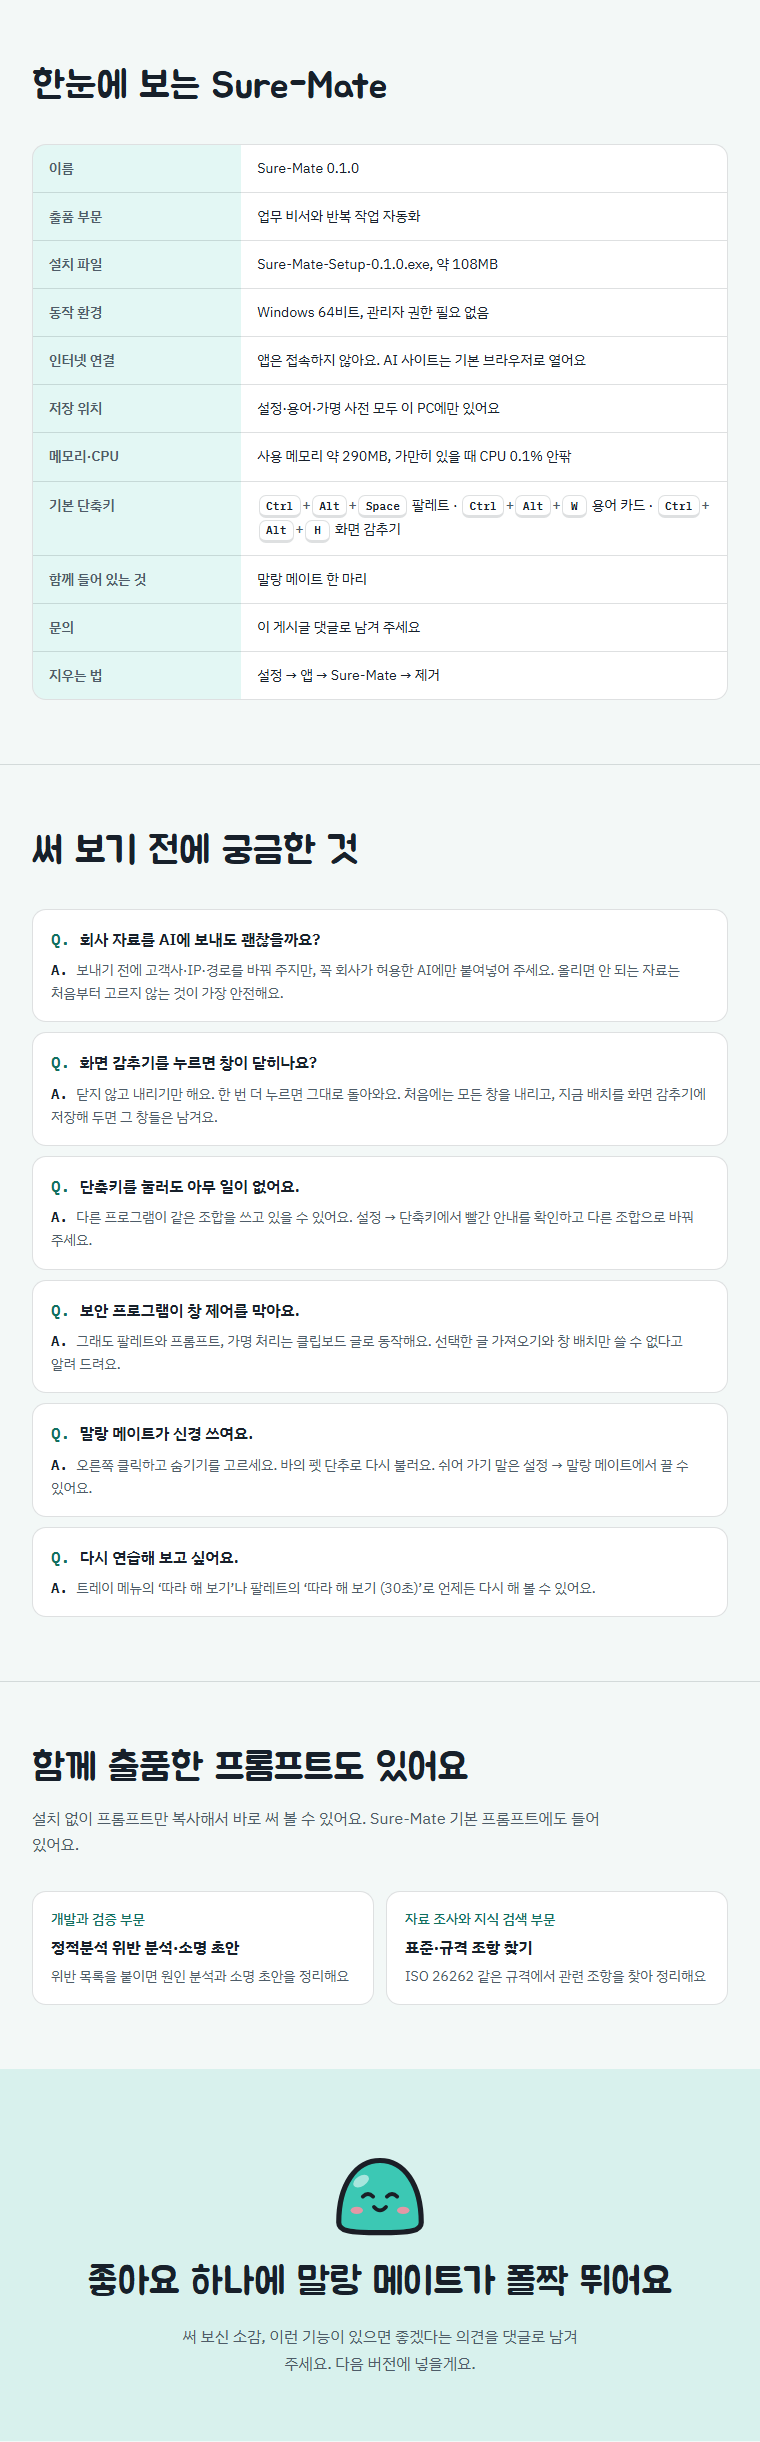 한눈에 보는 Sure-Mate
이름
Sure-Mate 0.1.0
출품 부문
업무 비서와 반복 작업 자동화
설치 파일
Sure-Mate-Setup-0.1.0.exe, 약 108MB
동작 환경
Windows 64비트, 관리자 권한 필요 없음
인터넷 연결
앱은 접속하지 않아요. AI 사이트는 기본 브라우저로 열어요
저장 위치
설정·용어·가명 사전 모두 이 PC에만 있어요
메모리·CPU
사용 메모리 약 290MB, 가만히 있을 때 CPU 0.1% 안팎
기본 단축키
Ctrl + Alt + Space 팔레트 · Ctrl + Alt + W 용어 카드 · Ctrl +
Alt + H 화면 감추기
함께 들어 있는 것
말랑 메이트 한 마리
문의
이 게시글 댓글로 남겨 주세요
지우는 법
설정 → 앱 → Sure-Mate → 제거
써 보기 전에 궁금한 것
Q. 회사 자료를 AI에 보내도 괜찮을까요?
A. 보내기 전에 고객사·IP·경로를 바꿔 주지만, 꼭 회사가 허용한 AI에만 붙여넣어 주세요. 올리면 안 되는 자료는
처음부터 고르지 않는 것이 가장 안전해요.
Q. 화면 감추기를 누르면 창이 닫히나요?
A. 닫지 않고 내리기만 해요. 한 번 더 누르면 그대로 돌아와요. 처음에는 모든 창을 내리고, 지금 배치를 화면 감추기에
저장해 두면 그 창들은 남겨요.
Q. 단축키를 눌러도 아무 일이 없어요.
A. 다른 프로그램이 같은 조합을 쓰고 있을 수 있어요. 설정 → 단축키에서 빨간 안내를 확인하고 다른 조합으로 바꿔
주세요.
Q. 보안 프로그램이 창 제어를 막아요.
A. 그래도 팔레트와 프롬프트, 가명 처리는 클립보드 글로 동작해요. 선택한 글 가져오기와 창 배치만 쓸 수 없다고
알려 드려요.
Q. 말랑 메이트가 신경 쓰여요.
A. 오른쪽 클릭하고 숨기기를 고르세요. 바의 펫 단추로 다시 불러요. 쉬어 가기 말은 설정 → 말랑 메이트에서 끌 수
있어요.
Q. 다시 연습해 보고 싶어요.
A. 트레이 메뉴의 ‘따라 해 보기’나 팔레트의 ‘따라 해 보기 (30초)’로 언제든 다시 해 볼 수 있어요.
함께 출품한 프롬프트도 있어요
설치 없이 프롬프트만 복사해서 바로 써 볼 수 있어요. Sure-Mate 기본 프롬프트에도 들어
있어요.
개발과 검증 부문
정적분석 위반 분석·소명 초안
위반 목록을 붙이면 원인 분석과 소명 초안을 정리해요
자료 조사와 지식 검색 부문
표준·규격 조항 찾기
ISO 26262 같은 규격에서 관련 조항을 찾아 정리해요
좋아요 하나에 말랑 메이트가 폴짝 뛰어요
써 보신 소감, 이런 기능이 있으면 좋겠다는 의견을 댓글로 남겨
주세요. 다음 버전에 넣을게요.